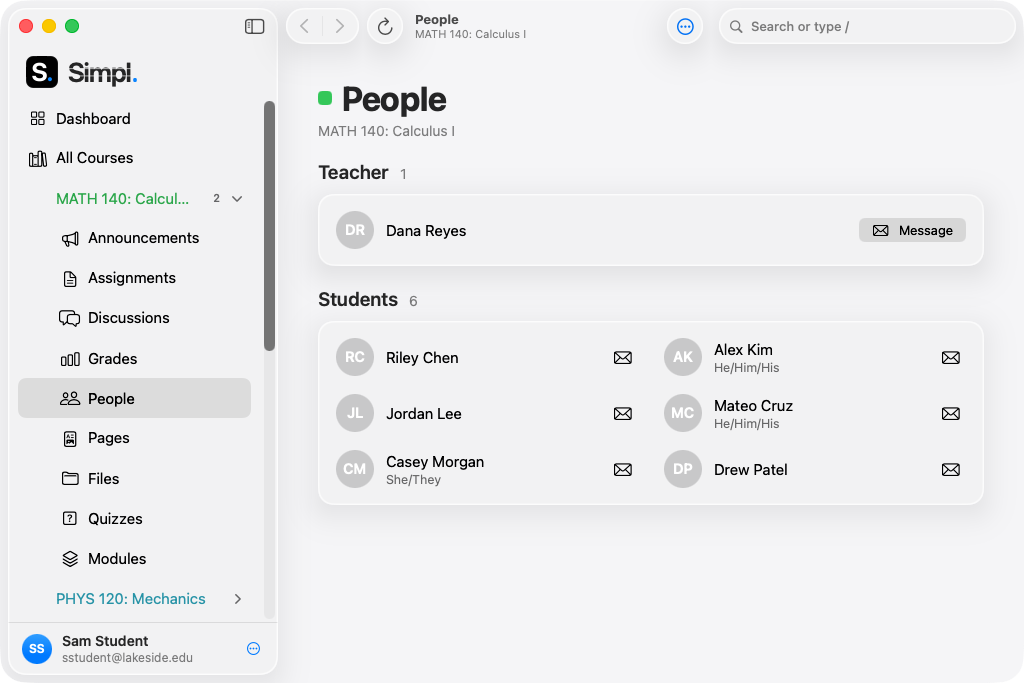 People
MATH 140: Calculus I
Search or type /
S.
Simpl.
Dashboard
All Courses
MATH 140: Calcul...
2
Announcements
Assignments
Discussions
Grades
People
Pages
Files
Quizzes
Modules
PHYS 120: Mechanics
SS
Sam Student
sstudent@lakeside.edu
People
MATH 140: Calculus I
Teacher 1
DR
Dana Reyes
Message
Students 6
RC
Riley Chen
AK
Alex Kim
He/Him/His
JL
Jordan Lee
MC
Mateo Cruz
He/Him/His
CM
Casey Morgan
She/They
DP
Drew Patel